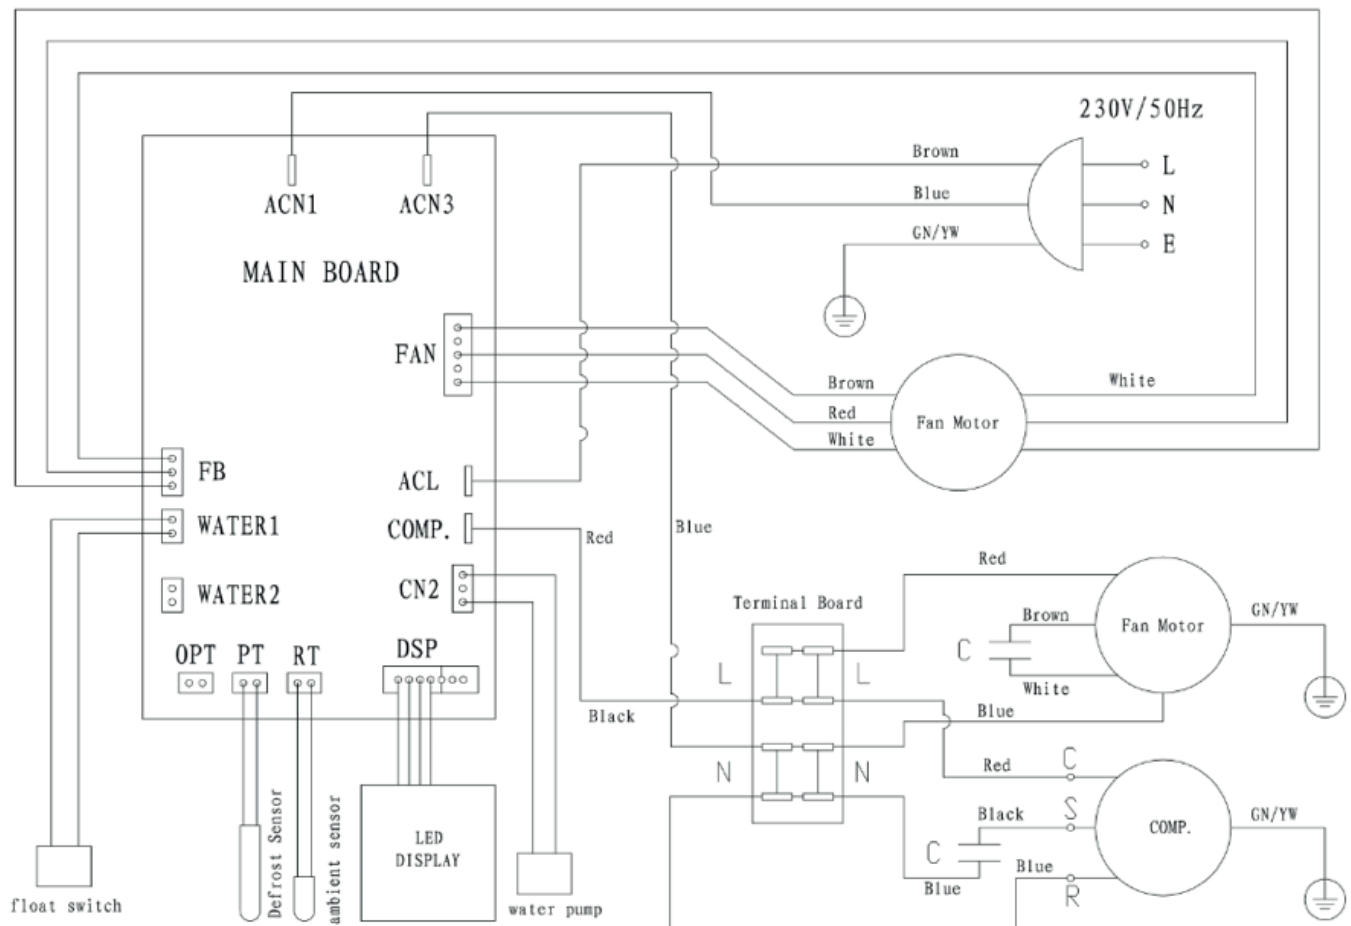 230V/50Hz
Brown
L
ACN1
ACN3
Blue
N
GN/YW
E
MAIN BOARD
FAN
Brown
White
Red
Fan Motor
White
FB
ACL
WATER1
COMP.
Red
Blue
Red
WATER2
CN2
Terminal Board
Brown
Fan Motor
GN/YW
C
OPT
PT
RT
DSP
L
L
White
Black
Blue
N
N
Red
C
Defrost Sensor
ambient sensor
LED
DISPLAY
Black
S
COMP.
GN/YW
C
Blue
Blue
R
float switch
water pump